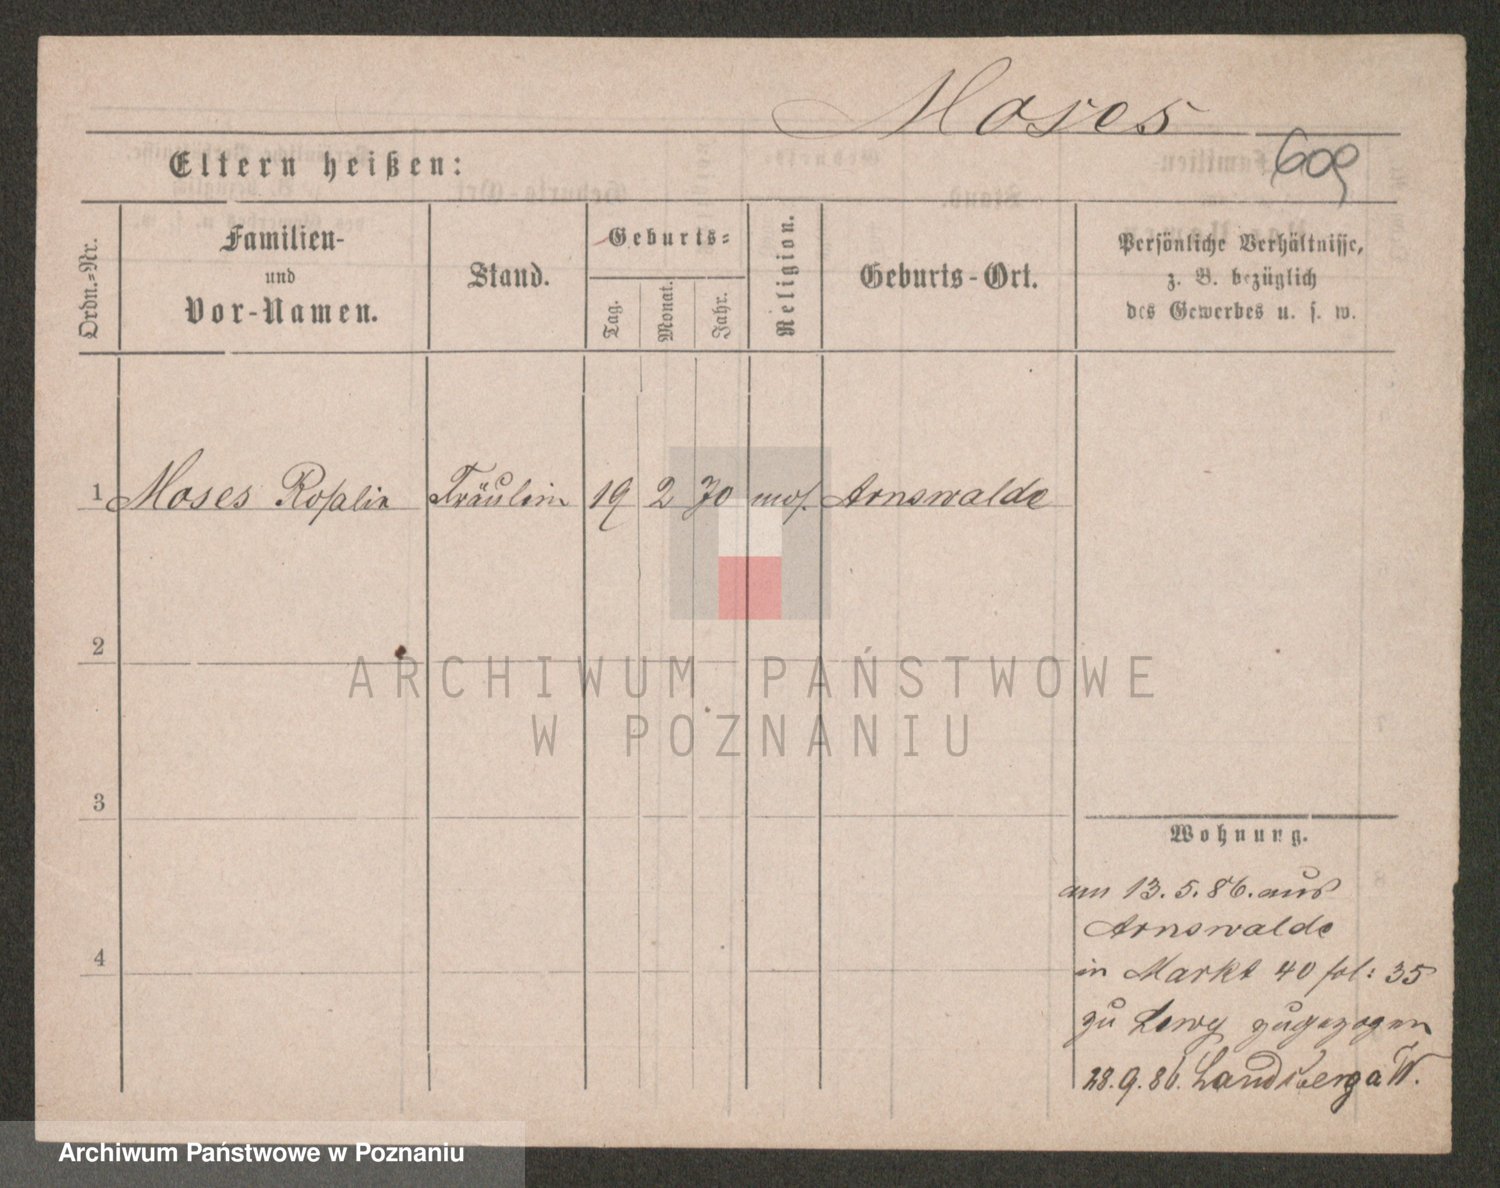 Moses
Eltern heißen:
609
Ordn.-Nr.
Familien-
und
Vor-Namen.
Stand.
Geburts-
Tag.
Monat.
Jahr.
Religion.
Geburts-Ort.
Persönliche Verhältnisse,
z. B. bezüglich
des Gewerbes u. s. w.
1 Moses Rosalie Fräulein 19 2 70 mos. Arnswalde
2
3
4
Wohnung.
am 13.5.86. aus
Arnswalde
in Markt 40 fol: 35
zu Lewy zugezogen
28.9.86. Landsberg a W.
ARCHIWUM PAŃSTWOWE
W POZNANIU
Archiwum Państwowe w Poznaniu